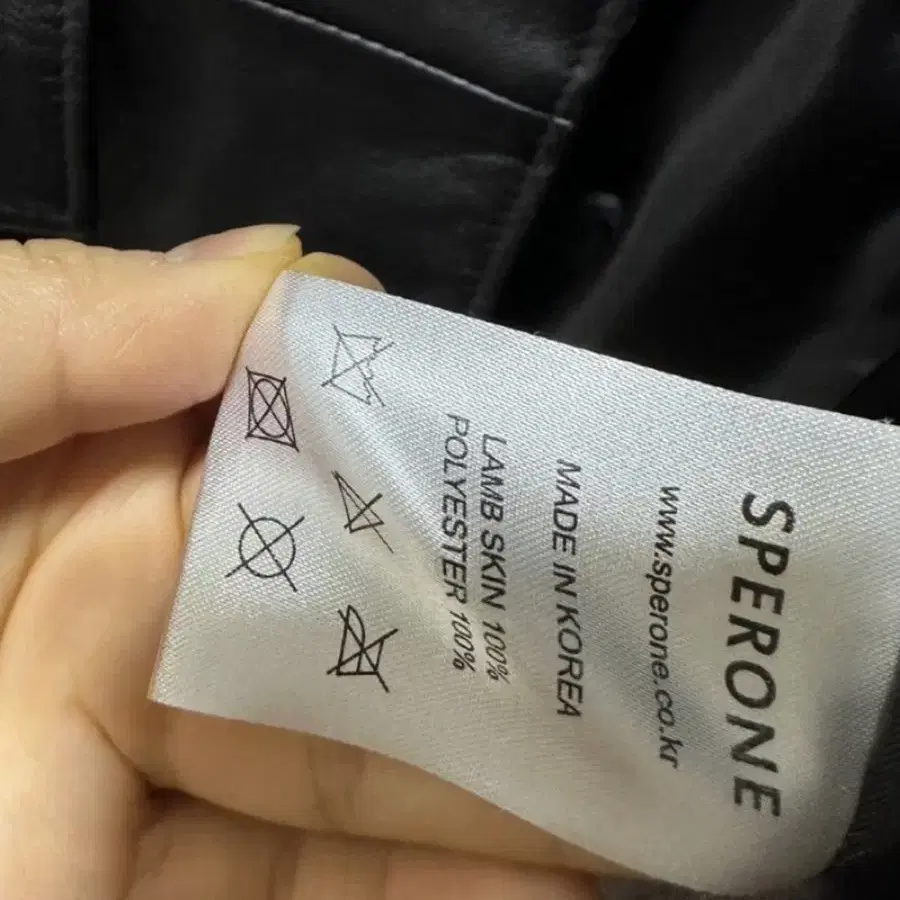 SPERONE
www.sperone.co.kr
MADE IN KOREA
LAMB SKIN 100%
POLYESTER 100%